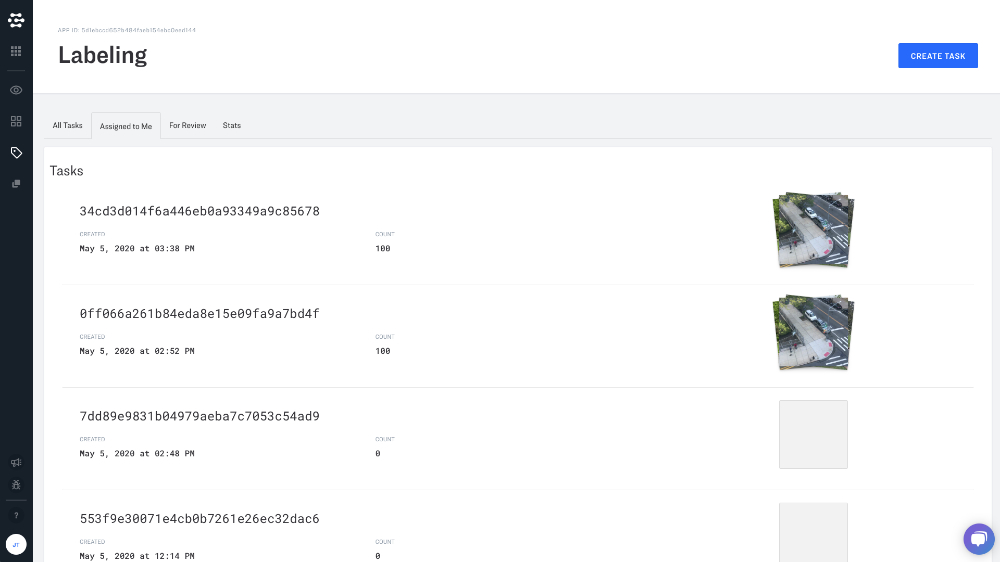 Labeling
CREATE TASK
All Tasks
Assigned to Me
For Review
Stats
Tasks
34cd3d014f6a446eb0a93349a9c85678
CREATED
COUNT
May 5, 2020 at 03:38 PM
100
0ff066a261b84eda8e15e09fa9a7bd4f
CREATED
COUNT
May 5, 2020 at 02:52 PM
100
7dd89e9831b04979aeba7c7053c54ad9
CREATED
COUNT
May 5, 2020 at 02:48 PM
0
553f9e30071e4cb0b7261e26ec32dac6
CREATED
COUNT
May 5, 2020 at 12:14 PM
0
?
JT